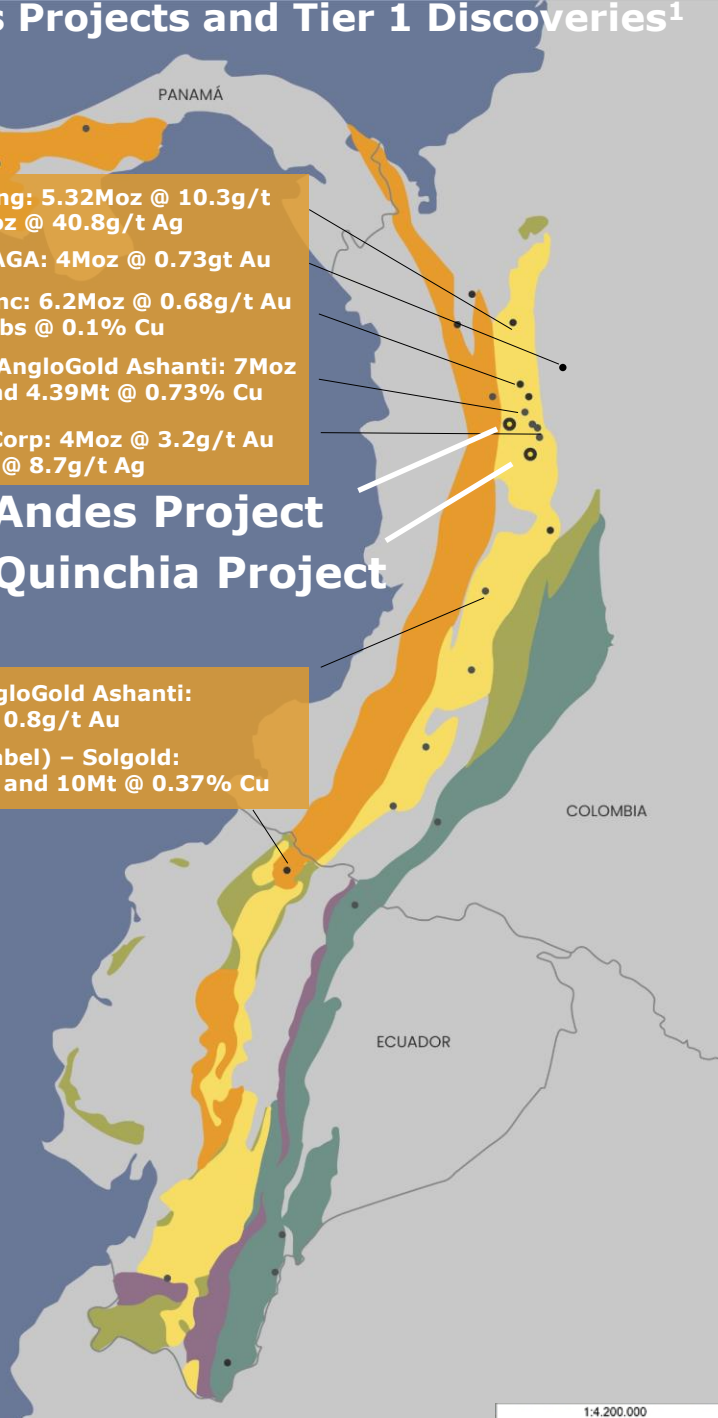 s Projects and Tier 1 Discoveries¹
PANAMÁ
ng: 5.32Moz @ 10.3g/t
oz @ 40.8g/t Ag
AGA: 4Moz @ 0.73gt Au
nc: 6.2Moz @ 0.68g/t Au
bs @ 0.1% Cu
AngloGold Ashanti: 7Moz
nd 4.39Mt @ 0.73% Cu
Corp: 4Moz @ 3.2g/t Au
@ 8.7g/t Ag
Andes Project
Quinchia Project
gloGold Ashanti:
0.8g/t Au
abel) – Solgold:
and 10Mt @ 0.37% Cu
COLOMBIA
ECUADOR
1:4.200.000